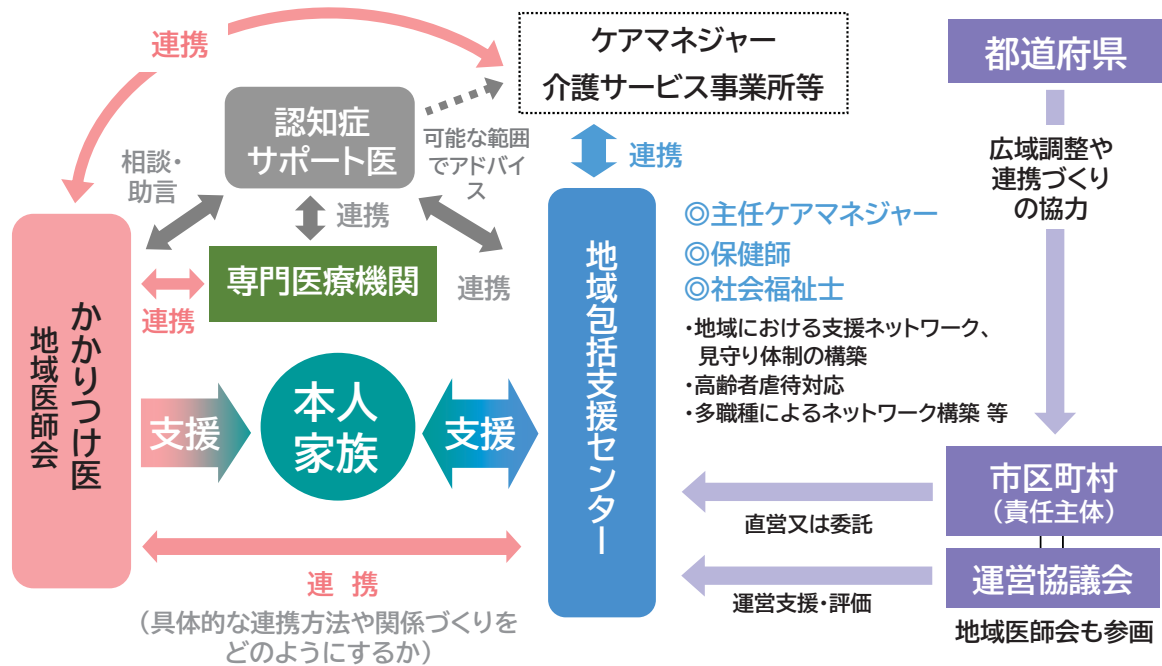 連携
ケアマネジャー
介護サービス事業所等
都道府県
認知症
サポート医
可能な範囲
でアドバイ
ス
相談・
助言
連携
連携
連携
専門医療機関
連携
広域調整や
連携づくり
の協力
◎主任ケアマネジャー
◎保健師
◎社会福祉士
・地域における支援ネットワーク、
見守り体制の構築
・高齢者虐待対応
・多職種によるネットワーク構築 等
かかりつけ医
地域医師会
支援
本人
家族
支援
地域包括支援センター
市区町村
（責任主体）
直営又は委託
運営協議会
運営支援・評価
地域医師会も参画
連 携
（具体的な連携方法や関係づくりを
どのようにするか）